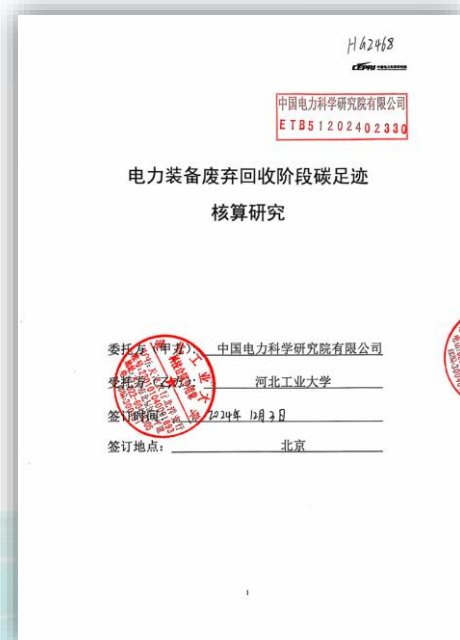 HG2468
CEPRI
中国电力科学研究院有限公司
ETB51202402330
电力装备废弃回收阶段碳足迹
核算研究
委托方（甲方）：中国电力科学研究院有限公司
受托方（乙方）：河北工业大学
签订时间：2024年12月3日
签订地点：北京
1